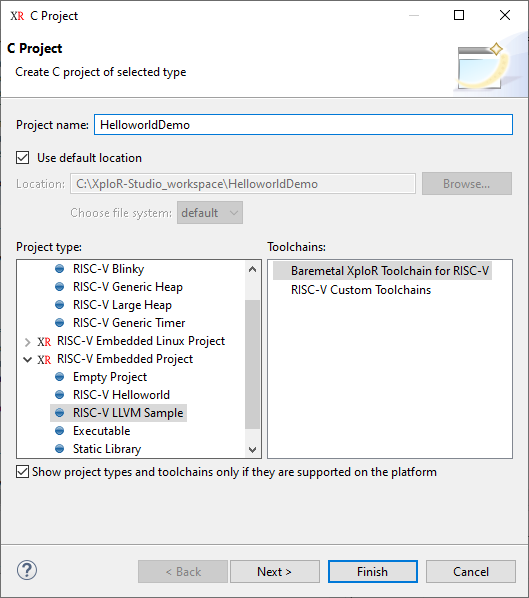 XR C Project
C Project
Create C project of selected type
Project name: HelloworldDemo
Use default location
Location: C:\XploR-Studio_workspace\HelloworldDemo Browse...
Choose file system: default
Project type:
RISC-V Blinky
RISC-V Generic Heap
RISC-V Large Heap
RISC-V Generic Timer
XR RISC-V Embedded Linux Project
XR RISC-V Embedded Project
Empty Project
RISC-V Helloworld
RISC-V LLVM Sample
Executable
Static Library
Toolchains:
Baremetal XploR Toolchain for RISC-V
RISC-V Custom Toolchains
Show project types and toolchains only if they are supported on the platform
? < Back Next > Finish Cancel